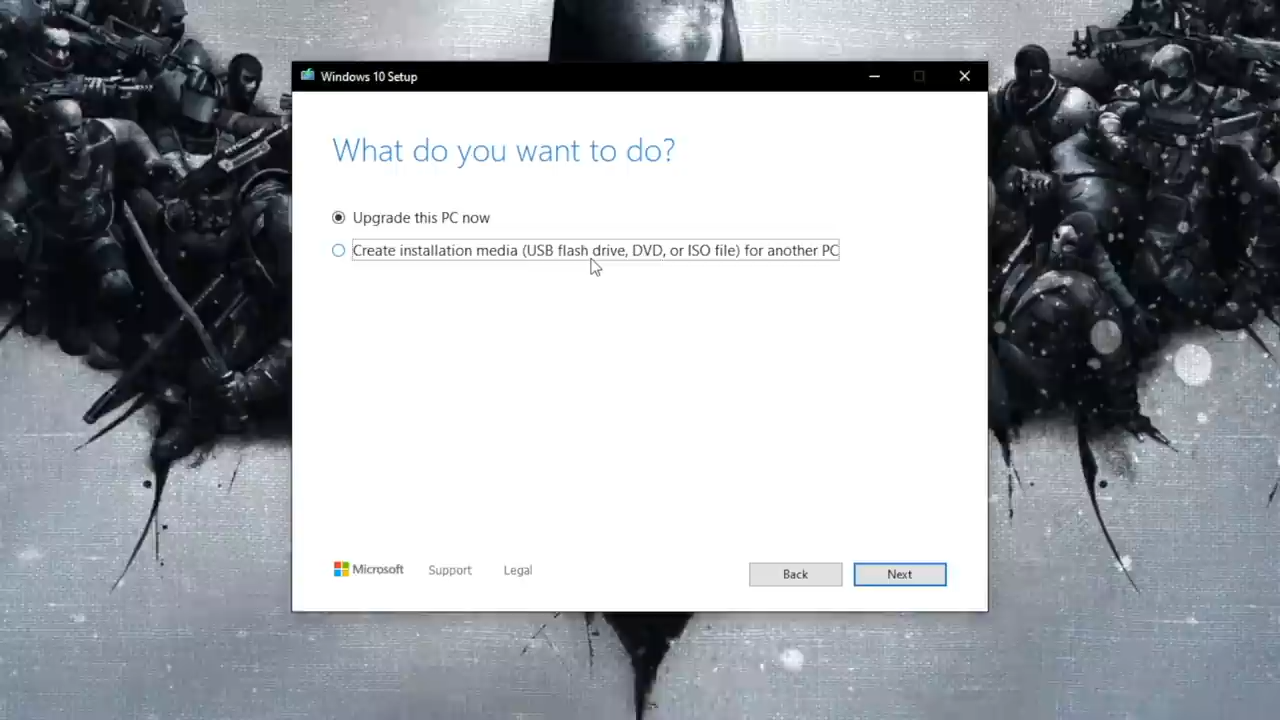 Windows 10 Setup
What do you want to do?
Upgrade this PC now
Create installation media (USB flash drive, DVD, or ISO file) for another PC
Microsoft Support Legal
Back Next